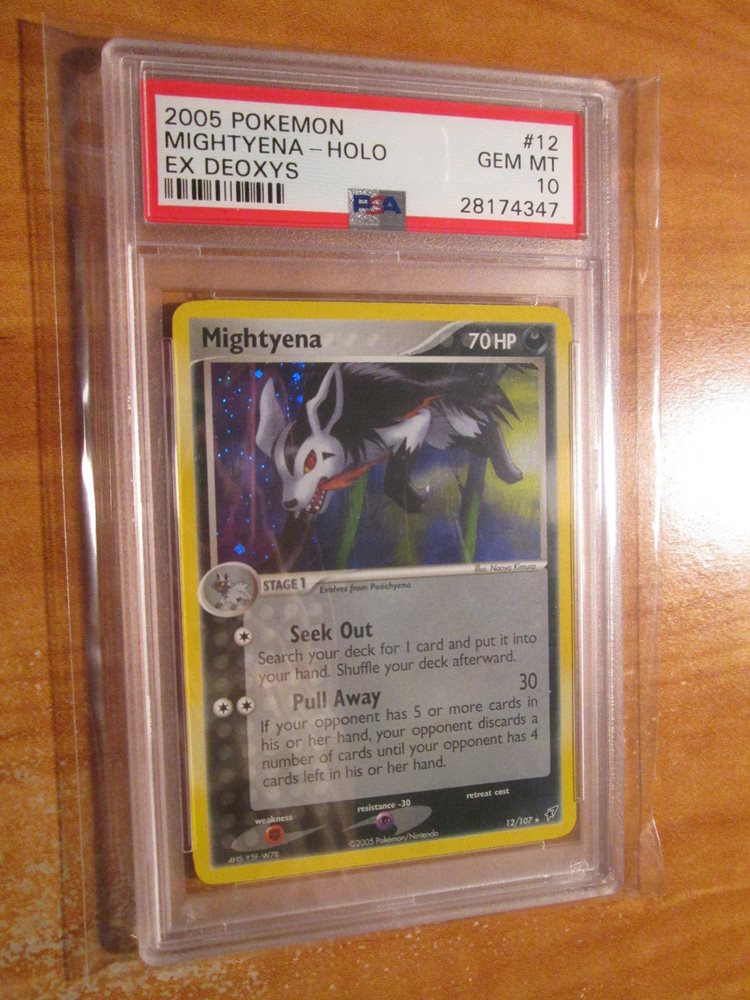 2005 POKEMON #12
MIGHTYENA - HOLO GEM MT
EX DEOXYS 10
PSA 28174347
Mightyena 70 HP
Illus. Naoyo Kimura
STAGE 1 Evolves from Poochyena
Seek Out
Search your deck for 1 card and put it into
your hand. Shuffle your deck afterward.
Pull Away 30
If your opponent has 5 or more cards in
his or her hand, your opponent discards a
number of cards until your opponent has 4
cards left in his or her hand.
weakness resistance -30 retreat cost
12/107
©2005 Pokémon/Nintendo